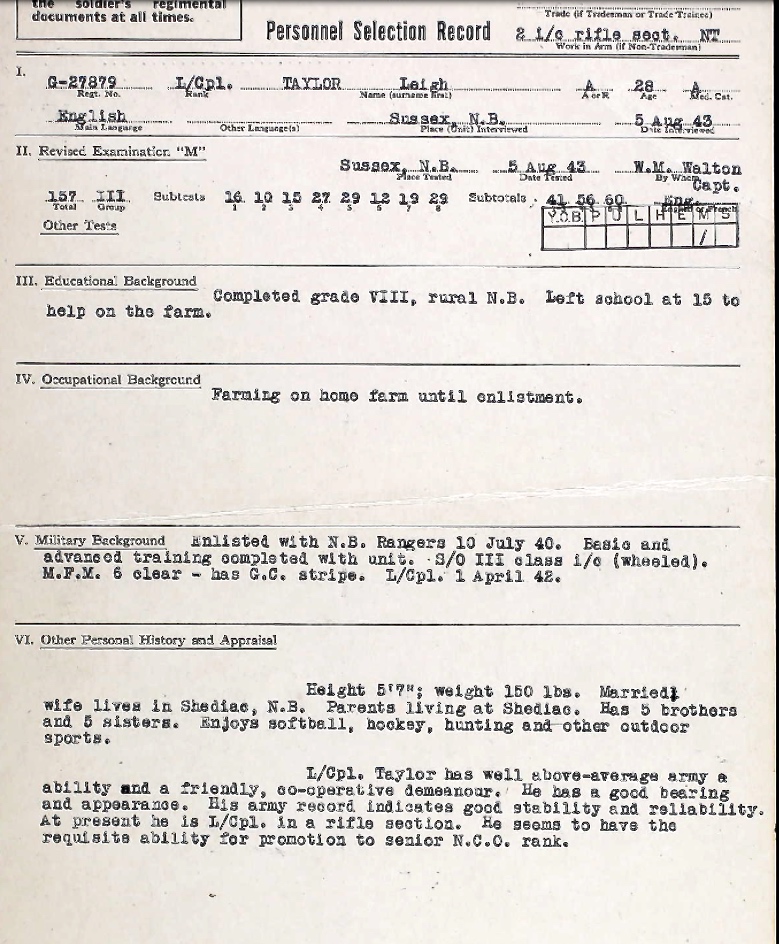 the soldier's regimental
documents at all times.
Personnel Selection Record
Trade (if Tradesman or Trade Trainee)
2 i/c rifle sect. NT
Work in Arm (if Non-Tradesman)
I.
G-27879 L/Cpl. TAYLOR Leigh A 28 A
Regt. No. Rank Name (surname first) A or R Age Med. Cat.
English Sussex, N.B. 5 Aug 43
Main Language Other Language(s) Place (Unit) Interviewed Date Interviewed
II. Revised Examination "M"
Sussex, N.B. 5 Aug 43 W.M. Walton
Place Tested Date Tested By Whom
Capt.
157 III Subtests 16 10 15 27 29 12 19 29 Subtotals 41 56 60 Eng.
Total Group 1 2 3 4 5 6 7 8 English or French
Other Tests
Y.O.B. P U L H E M S
/
III. Educational Background
Completed grade VIII, rural N.B. Left school at 15 to
help on the farm.
IV. Occupational Background
Farming on home farm until enlistment.
V. Military Background Enlisted with N.B. Rangers 10 July 40. Basic and
advanced training completed with unit. S/O III class i/c (wheeled).
M.F.M. 6 clear - has G.C. stripe. L/Cpl. 1 April 42.
VI. Other Personal History and Appraisal
Height 5'7"; weight 150 lbs. Married;
wife lives in Shediac, N.B. Parents living at Shediac. Has 5 brothers
and 5 sisters. Enjoys softball, hockey, hunting and other outdoor
sports.
L/Cpl. Taylor has well above-average army a
ability and a friendly, co-operative demeanour. He has a good bearing
and appearance. His army record indicates good stability and reliability.
At present he is L/Cpl. in a rifle section. He seems to have the
requisite ability for promotion to senior N.C.O. rank.